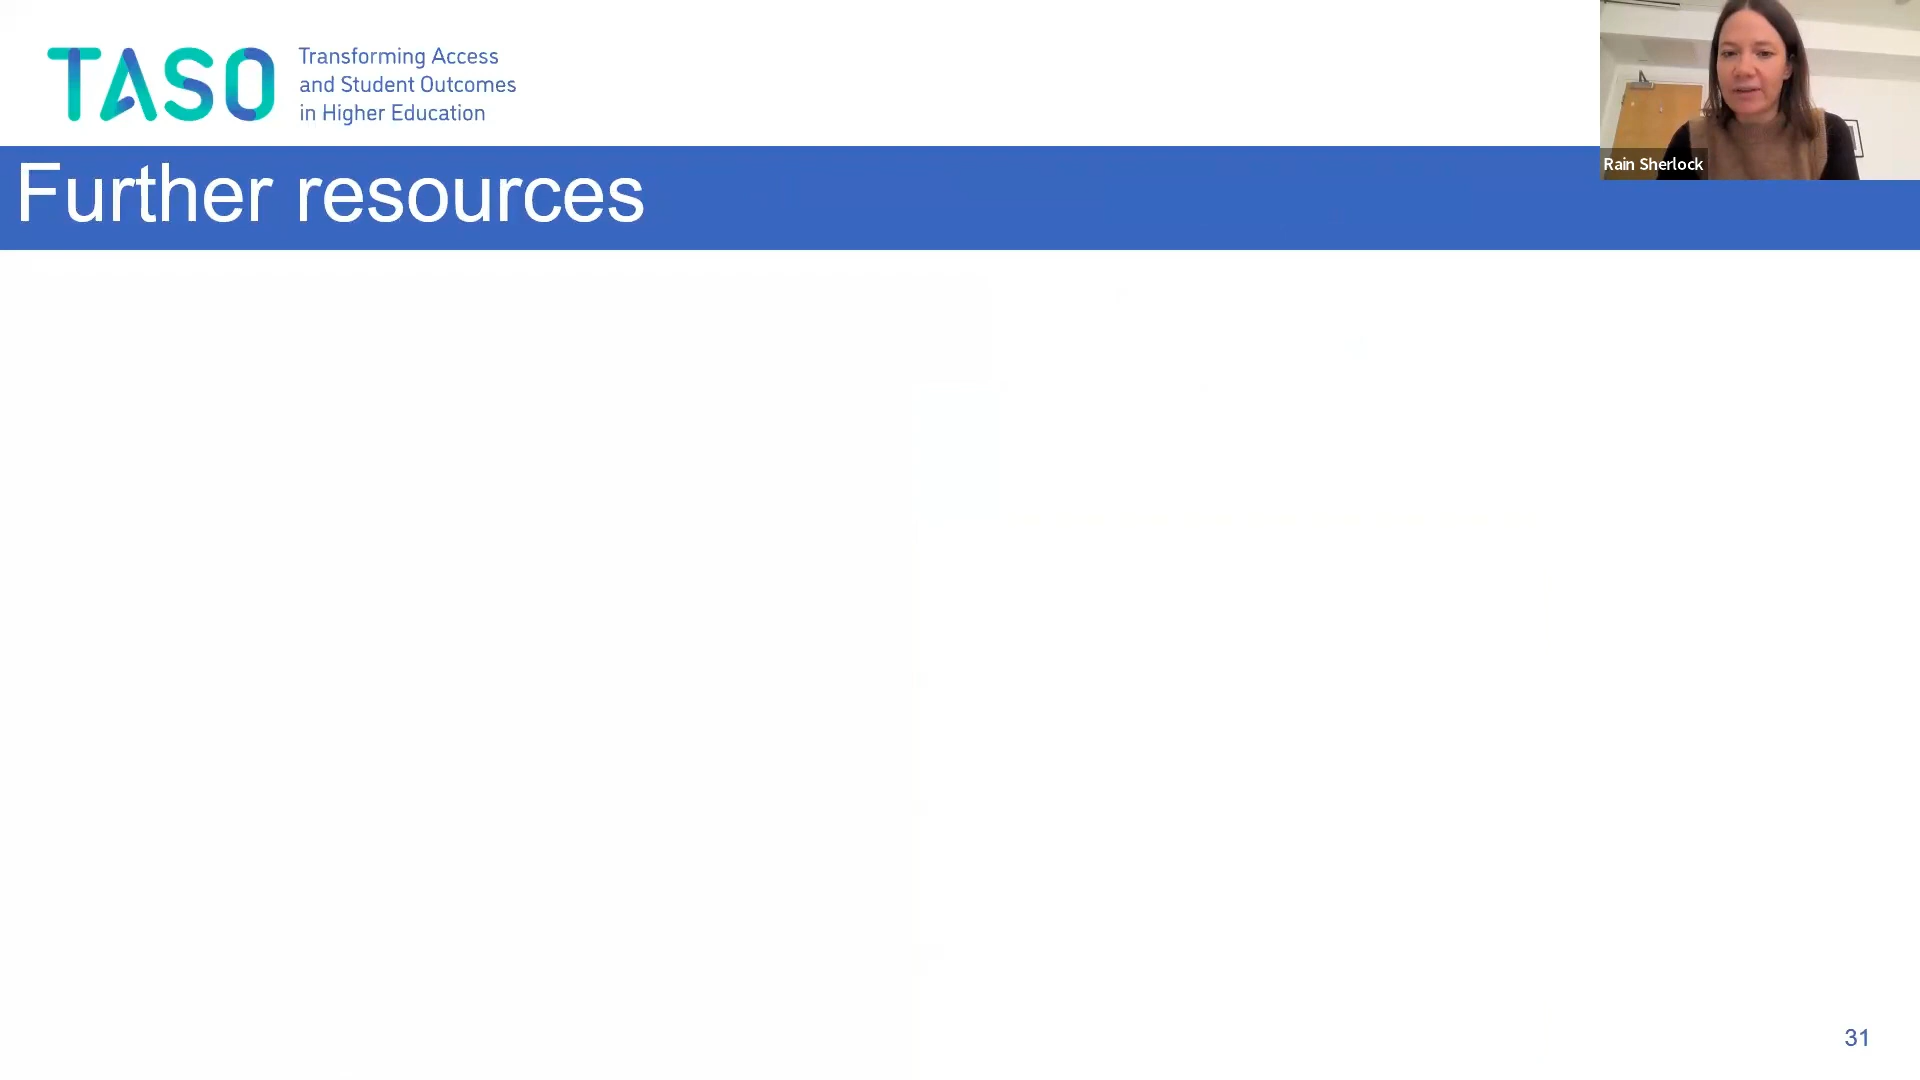 TASO
Transforming Access
and Student Outcomes
in Higher Education
Rain Sherlock
Further resources
31